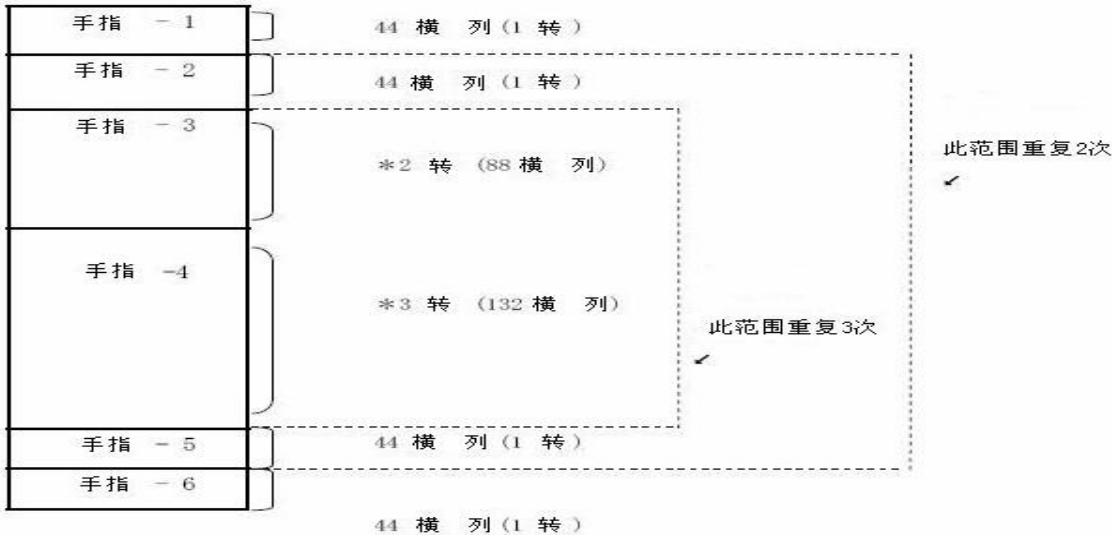 手指 - 1
44 横 列 (1 转)
手指 - 2
44 横 列 (1 转)
手指 - 3
*2 转 (88 横 列)
此范围重复2次
↙
手指 -4
*3 转 (132 横 列)
此范围重复3次
↙
手指 - 5
44 横 列 (1 转)
手指 - 6
44 横 列 (1 转)